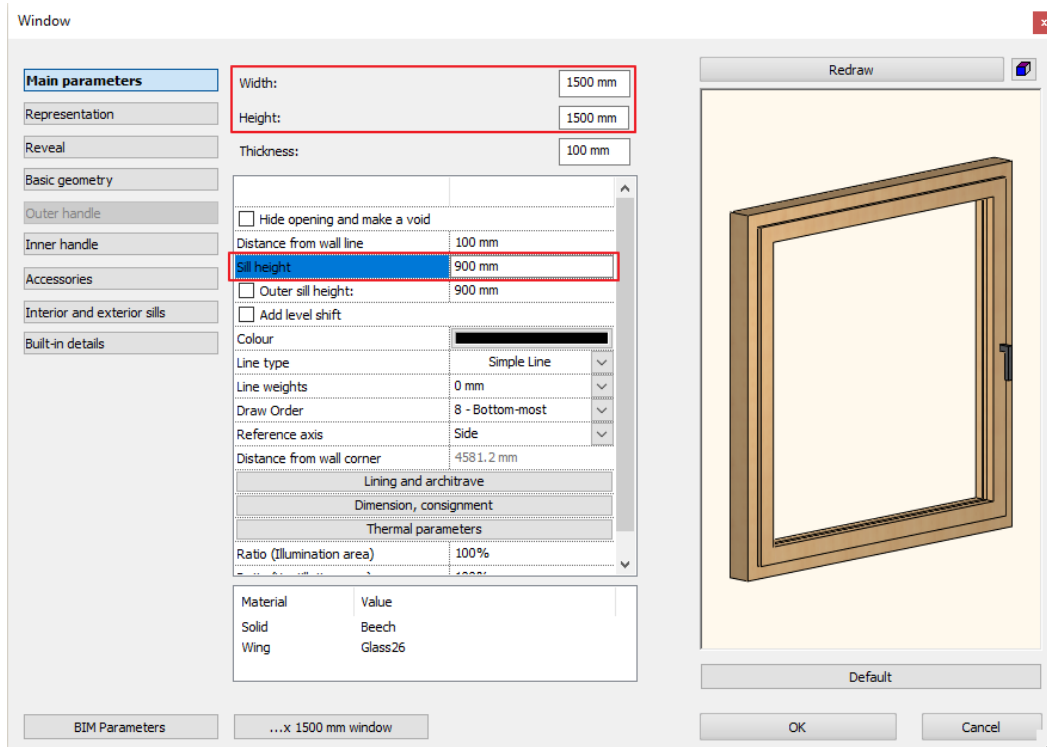 Window
x
Main parameters
Representation
Reveal
Basic geometry
Outer handle
Inner handle
Accessories
Interior and exterior sills
Built-in details
BIM Parameters
Width: 1500 mm
Height: 1500 mm
Thickness: 100 mm
Hide opening and make a void
Distance from wall line 100 mm
Sill height 900 mm
Outer sill height: 900 mm
Add level shift
Colour
Line type Simple Line
Line weights 0 mm
Draw Order 8 - Bottom-most
Reference axis Side
Distance from wall corner 4581.2 mm
Lining and architrave
Dimension, consignment
Thermal parameters
Ratio (Illumination area) 100%
Material Value
Solid Beech
Wing Glass26
...x 1500 mm window
Redraw
Default
OK Cancel